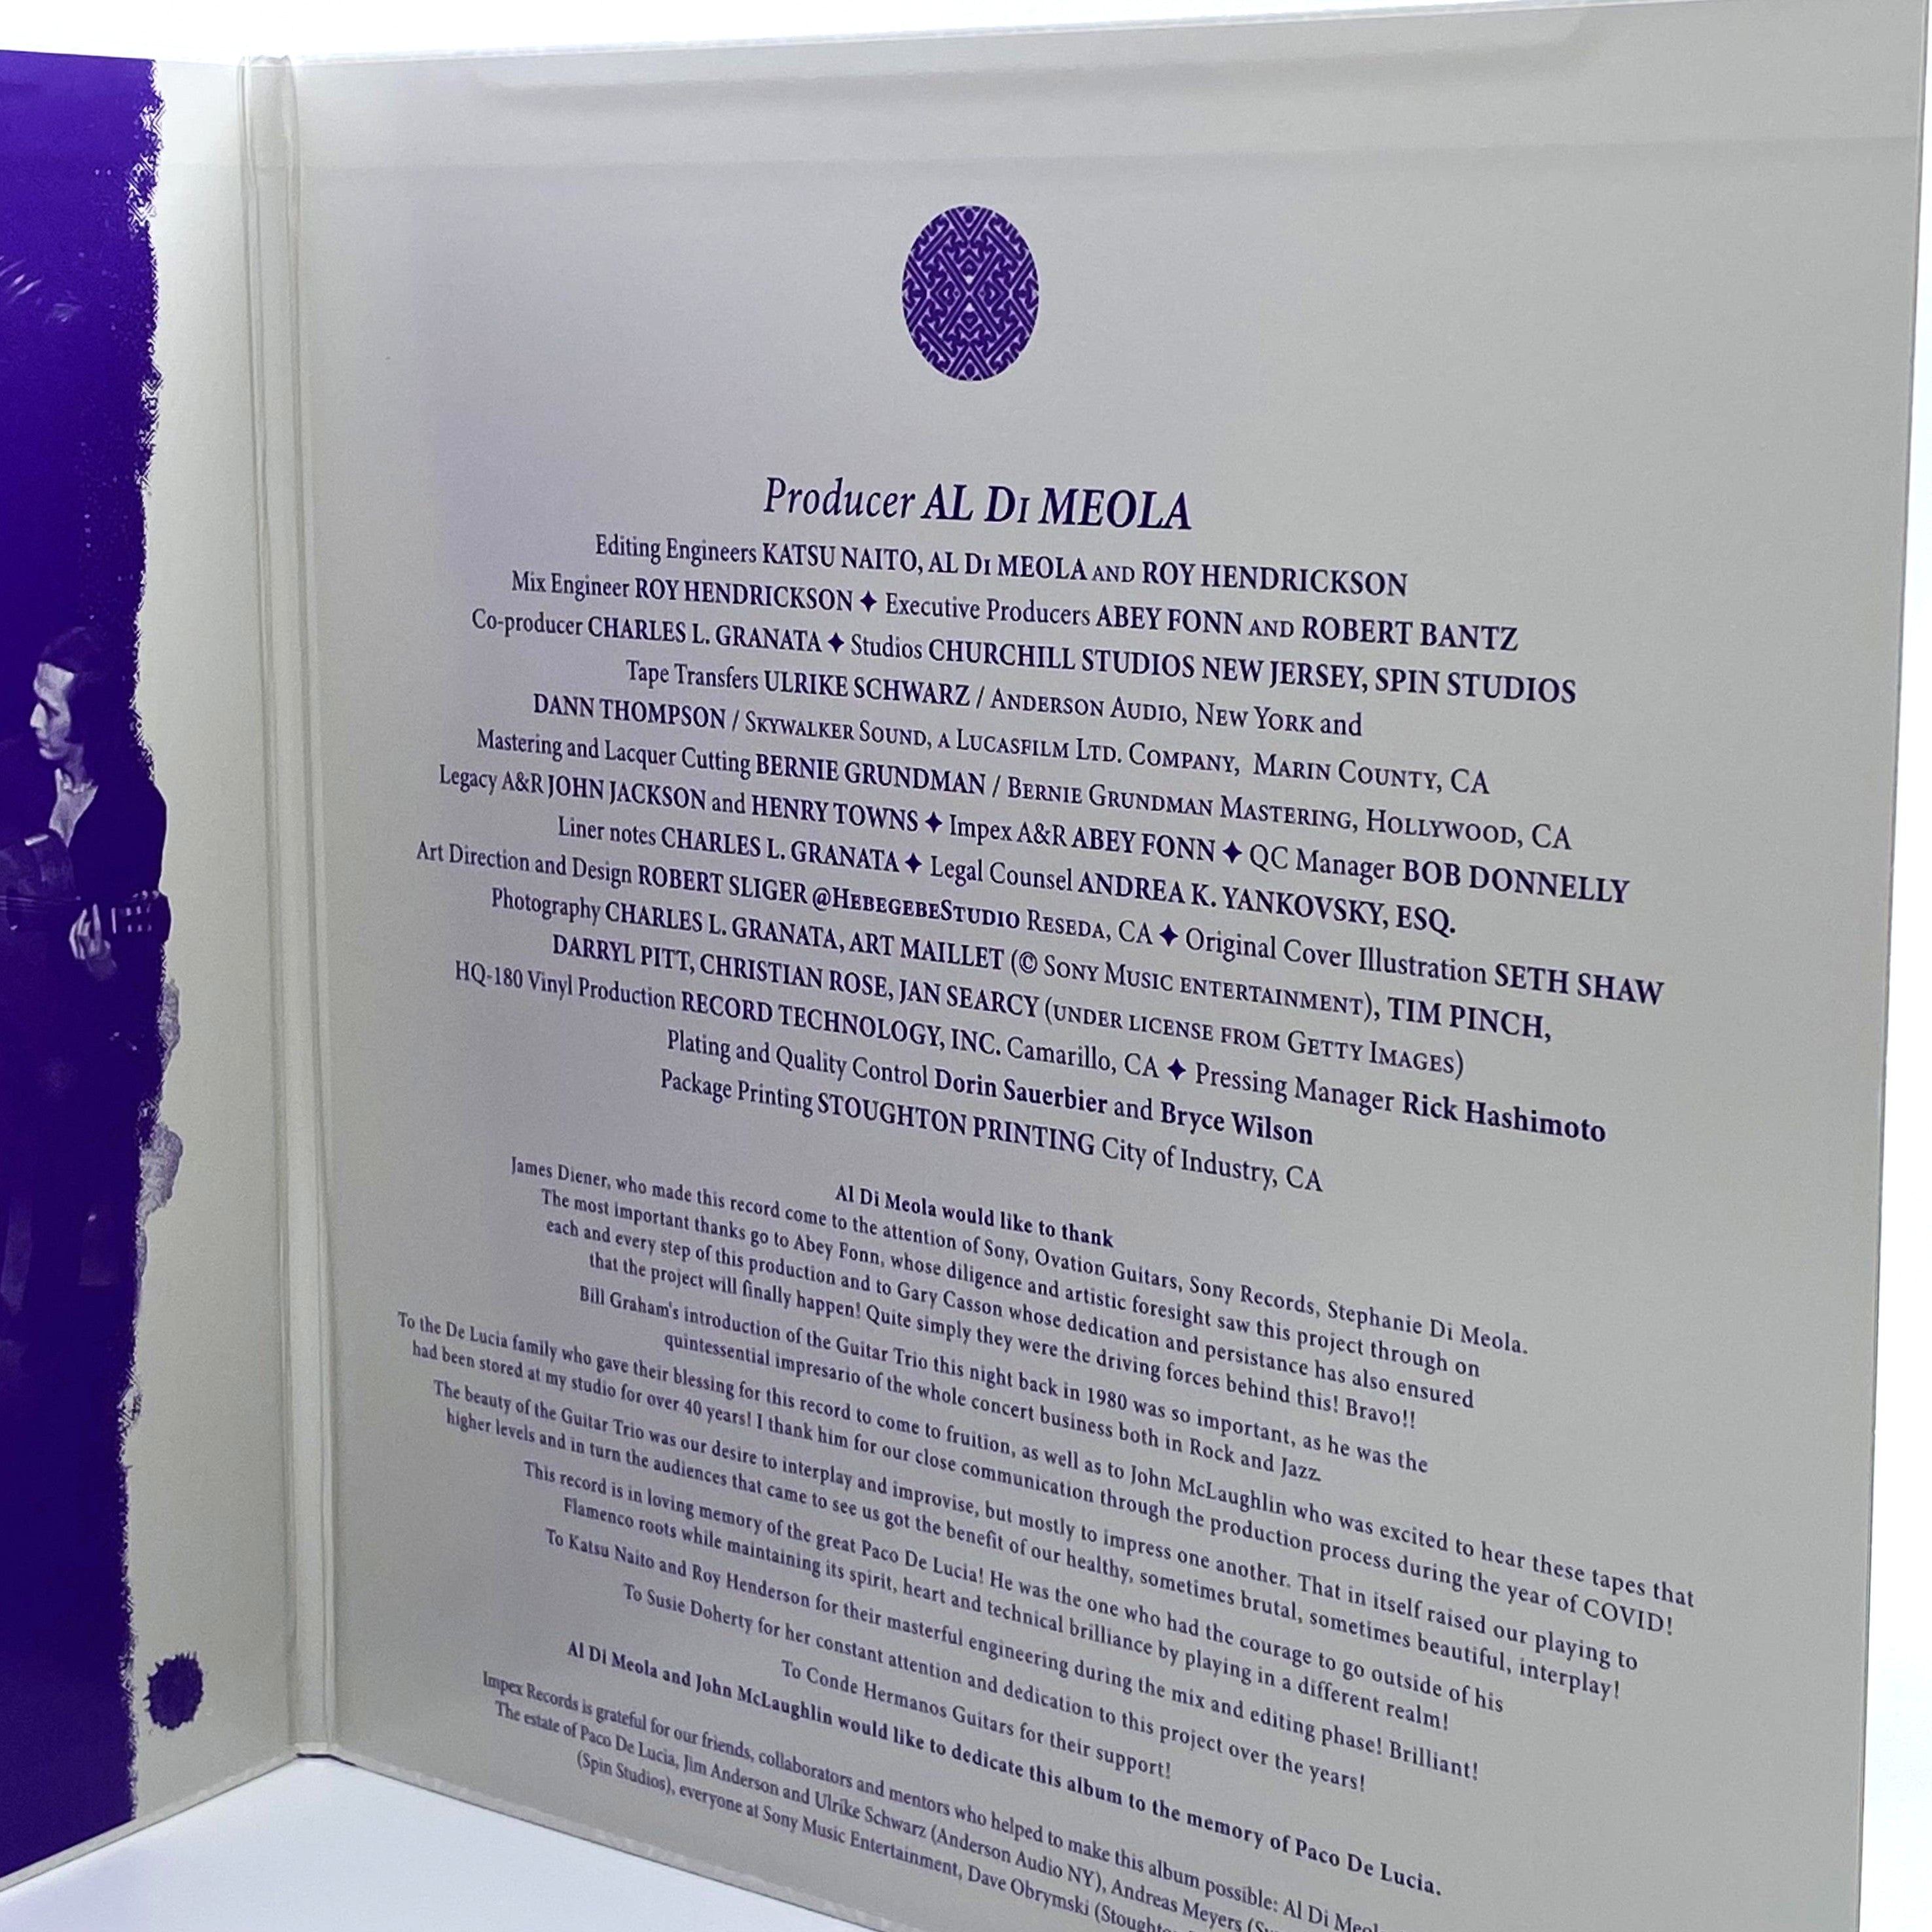 Producer AL DI MEOLA
Editing Engineers KATSU NAITO, AL DI MEOLA AND ROY HENDRICKSON
Mix Engineer ROY HENDRICKSON ✦ Executive Producers ABEY FONN AND ROBERT BANTZ
Co-producer CHARLES L. GRANATA ✦ Studios CHURCHILL STUDIOS NEW JERSEY, SPIN STUDIOS
Tape Transfers ULRIKE SCHWARZ / ANDERSON AUDIO, NEW YORK and
DANN THOMPSON / SKYWALKER SOUND, A LUCASFILM LTD. COMPANY, MARIN COUNTY, CA
Mastering and Lacquer Cutting BERNIE GRUNDMAN / BERNIE GRUNDMAN MASTERING, HOLLYWOOD, CA
Legacy A&R JOHN JACKSON and HENRY TOWNS ✦ Impex A&R ABEY FONN ✦ QC Manager BOB DONNELLY
Liner notes CHARLES L. GRANATA ✦ Legal Counsel ANDREA K. YANKOVSKY, ESQ.
Art Direction and Design ROBERT SLIGER @HEBEGEBESTUDIO RESEDA, CA ✦ Original Cover Illustration SETH SHAW
Photography CHARLES L. GRANATA, ART MAILLET (© SONY MUSIC ENTERTAINMENT), TIM PINCH,
DARRYL PITT, CHRISTIAN ROSE, JAN SEARCY (UNDER LICENSE FROM GETTY IMAGES)
HQ-180 Vinyl Production RECORD TECHNOLOGY, INC. Camarillo, CA ✦ Pressing Manager Rick Hashimoto
Plating and Quality Control Dorin Sauerbier and Bryce Wilson
Package Printing STOUGHTON PRINTING City of Industry, CA
Al Di Meola would like to thank
James Diener, who made this record come to the attention of Sony, Ovation Guitars, Sony Records, Stephanie Di Meola.
The most important thanks go to Abey Fonn, whose diligence and artistic foresight saw this project through on
each and every step of this production and to Gary Casson whose dedication and persistance has also ensured
that the project will finally happen! Quite simply they were the driving forces behind this! Bravo!!
Bill Graham's introduction of the Guitar Trio this night back in 1980 was so important, as he was the
quintessential impresario of the whole concert business both in Rock and Jazz.
To the De Lucia family who gave their blessing for this record to come to fruition, as well as to John McLaughlin who was excited to hear these tapes that
had been stored at my studio for over 40 years! I thank him for our close communication through the production process during the year of COVID!
The beauty of the Guitar Trio was our desire to interplay and improvise, but mostly to impress one another. That in itself raised our playing to
higher levels and in turn the audiences that came to see us got the benefit of our healthy, sometimes brutal, sometimes beautiful, interplay!
This record is in loving memory of the great Paco De Lucia! He was the one who had the courage to go outside of his
Flamenco roots while maintaining its spirit, heart and technical brilliance by playing in a different realm!
To Katsu Naito and Roy Henderson for their masterful engineering during the mix and editing phase! Brilliant!
To Susie Doherty for her constant attention and dedication to this project over the years!
To Conde Hermanos Guitars for their support!
Al Di Meola and John McLaughlin would like to dedicate this album to the memory of Paco De Lucia.
Impex Records is grateful for our friends, collaborators and mentors who helped to make this album possible: Al Di
The estate of Paco De Lucia, Jim Anderson and Ulrike Schwarz (Anderson Audio NY), Andreas Meyers
(Spin Studios), everyone at Sony Music Entertainment, Dave Obrymski